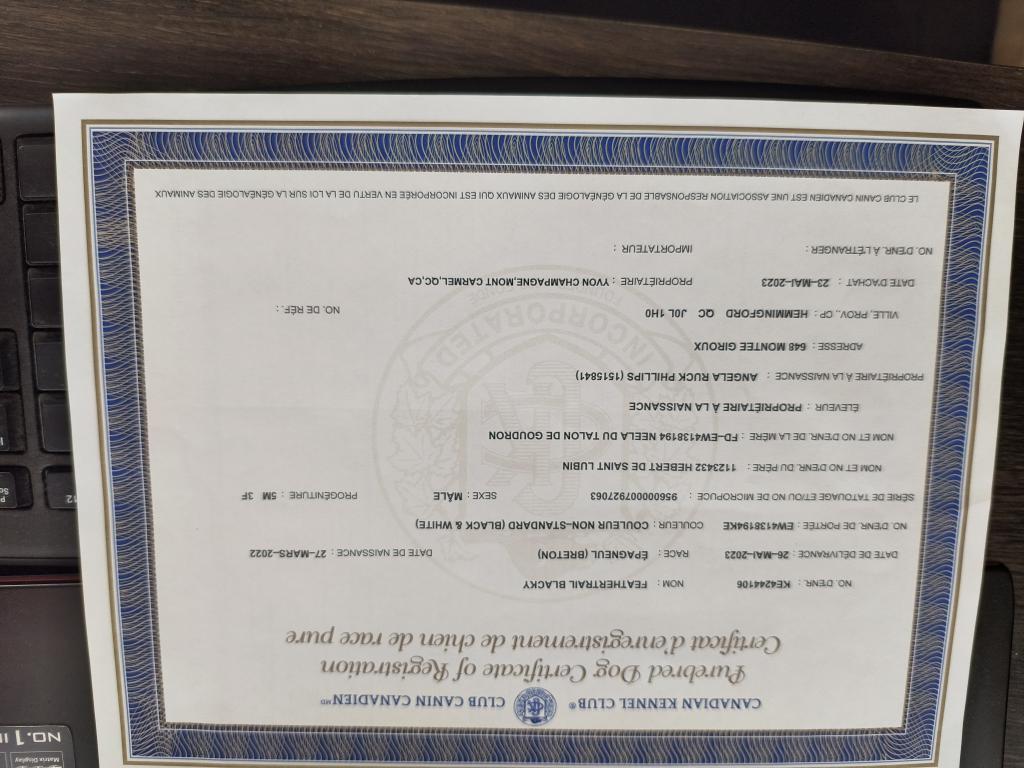 CANADIAN KENNEL CLUB® CLUB CANIN CANADIEN MD
Purebred Dog Certificate of Registration
Certificat d'enregistrement de chien de race pure
NO. D'ENR. : KE4244106 NOM : FEATHERTRAIL BLACKY
DATE DE DÉLIVRANCE : 26-MAI-2023 RACE : ÉPAGNEUL (BRETON) DATE DE NAISSANCE : 27-MARS-2022
NO. D'ENR. DE PORTÉE : EW4138194KE COULEUR : COULEUR NON-STANDARD (BLACK & WHITE)
SÉRIE DE TATOUAGE ET/OU NO DE MICROPUCE : 956000007927063 SEXE : MÂLE PROGÉNITURE : 5M 3F
NOM ET NO D'ENR. DU PÈRE : 1123432 HEBERT DE SAINT LUBIN
NOM ET NO D'ENR. DE LA MÈRE : FD-EW4138194 NEELA DU TALON DE GOUDRON
ÉLEVEUR : PROPRIÉTAIRE À LA NAISSANCE
PROPRIÉTAIRE À LA NAISSANCE : ANGELA RUCK PHILLIPS (1515841)
ADRESSE : 648 MONTEE GIROUX
VILLE, PROV., CP : HEMMINGFORD QC J0L 1H0 NO. DE RÉF. :
DATE D'ACHAT : 23-MAI-2023 PROPRIÉTAIRE : YVON CHAMPAGNE,MONT CARMEL,QC,CA
NO. D'ENR. À L'ÉTRANGER : IMPORTATEUR :
LE CLUB CANIN CANADIEN EST UNE ASSOCIATION RESPONSABLE DE LA GÉNÉALOGIE DES ANIMAUX QUI EST INCORPORÉE EN VERTU DE LA LOI SUR LA GÉNÉALOGIE DES ANIMAUX
INCORPORATED
NO.1
Matrix Display
12